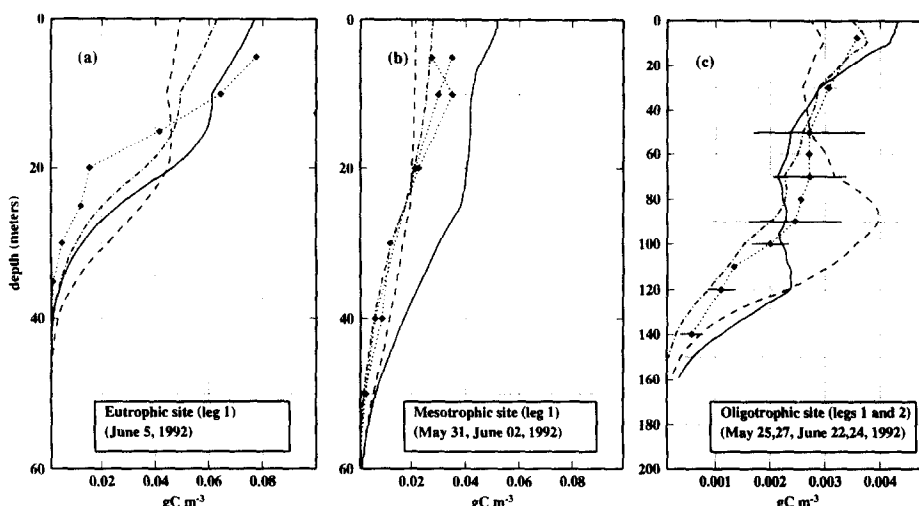 0
20
40
60
depth (meters)
(a)
Eutrophic site (leg 1)
(June 5, 1992)
0.02 0.04 0.06 0.08
gC m-3
0
20
40
60
(b)
Mesotrophic site (leg 1)
(May 31, June 02, 1992)
0.02 0.04 0.06 0.08
gC m-3
0
20
40
60
80
100
120
140
160
180
200
(c)
Oligotrophic site (legs 1 and 2)
(May 25,27, June 22,24, 1992)
0.001 0.002 0.003 0.004
gC m-3